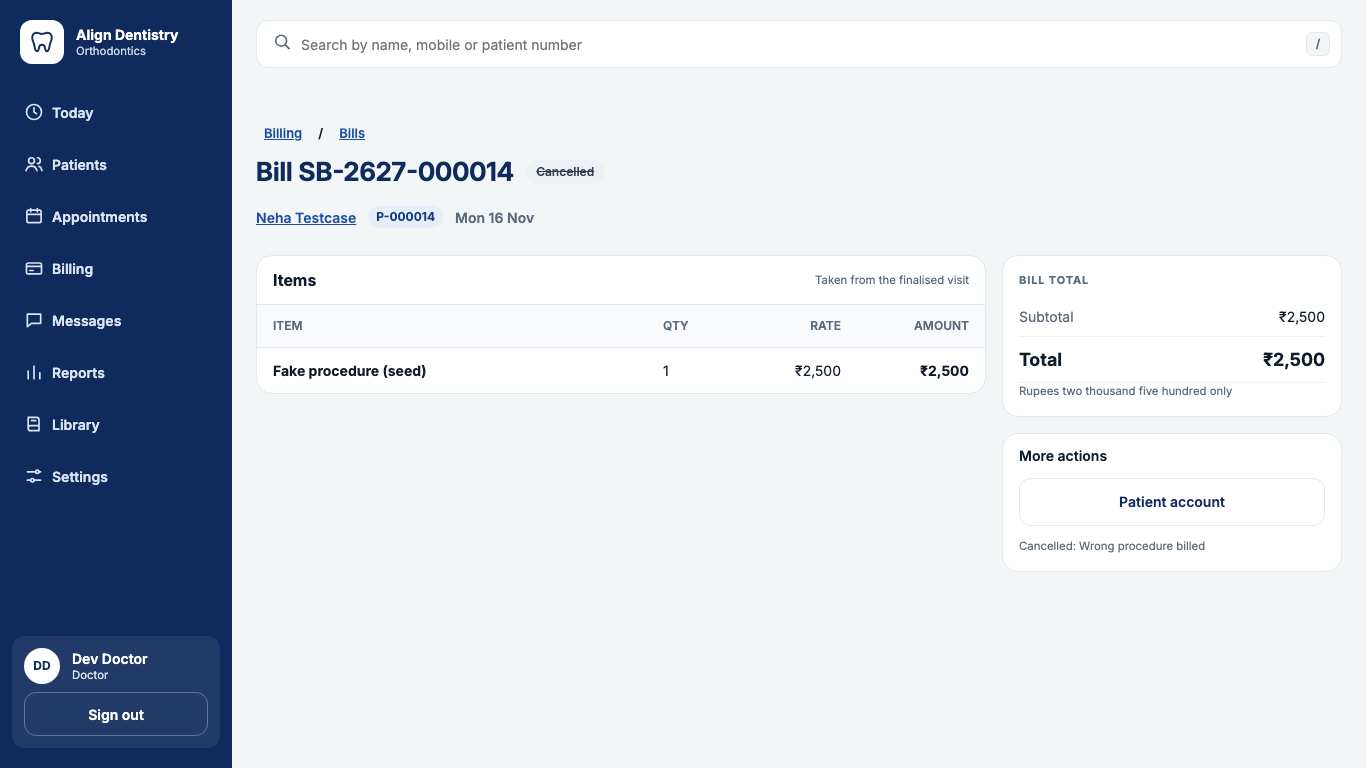 Align Dentistry
Orthodontics
Today
Patients
Appointments
Billing
Messages
Reports
Library
Settings
DD
Dev Doctor
Doctor
Sign out
Search by name, mobile or patient number
/
Billing / Bills
Bill SB-2627-000014 Cancelled
Neha Testcase P-000014 Mon 16 Nov
Items Taken from the finalised visit
ITEM QTY RATE AMOUNT
Fake procedure (seed) 1 ₹2,500 ₹2,500
BILL TOTAL
Subtotal ₹2,500
Total ₹2,500
Rupees two thousand five hundred only
More actions
Patient account
Cancelled: Wrong procedure billed